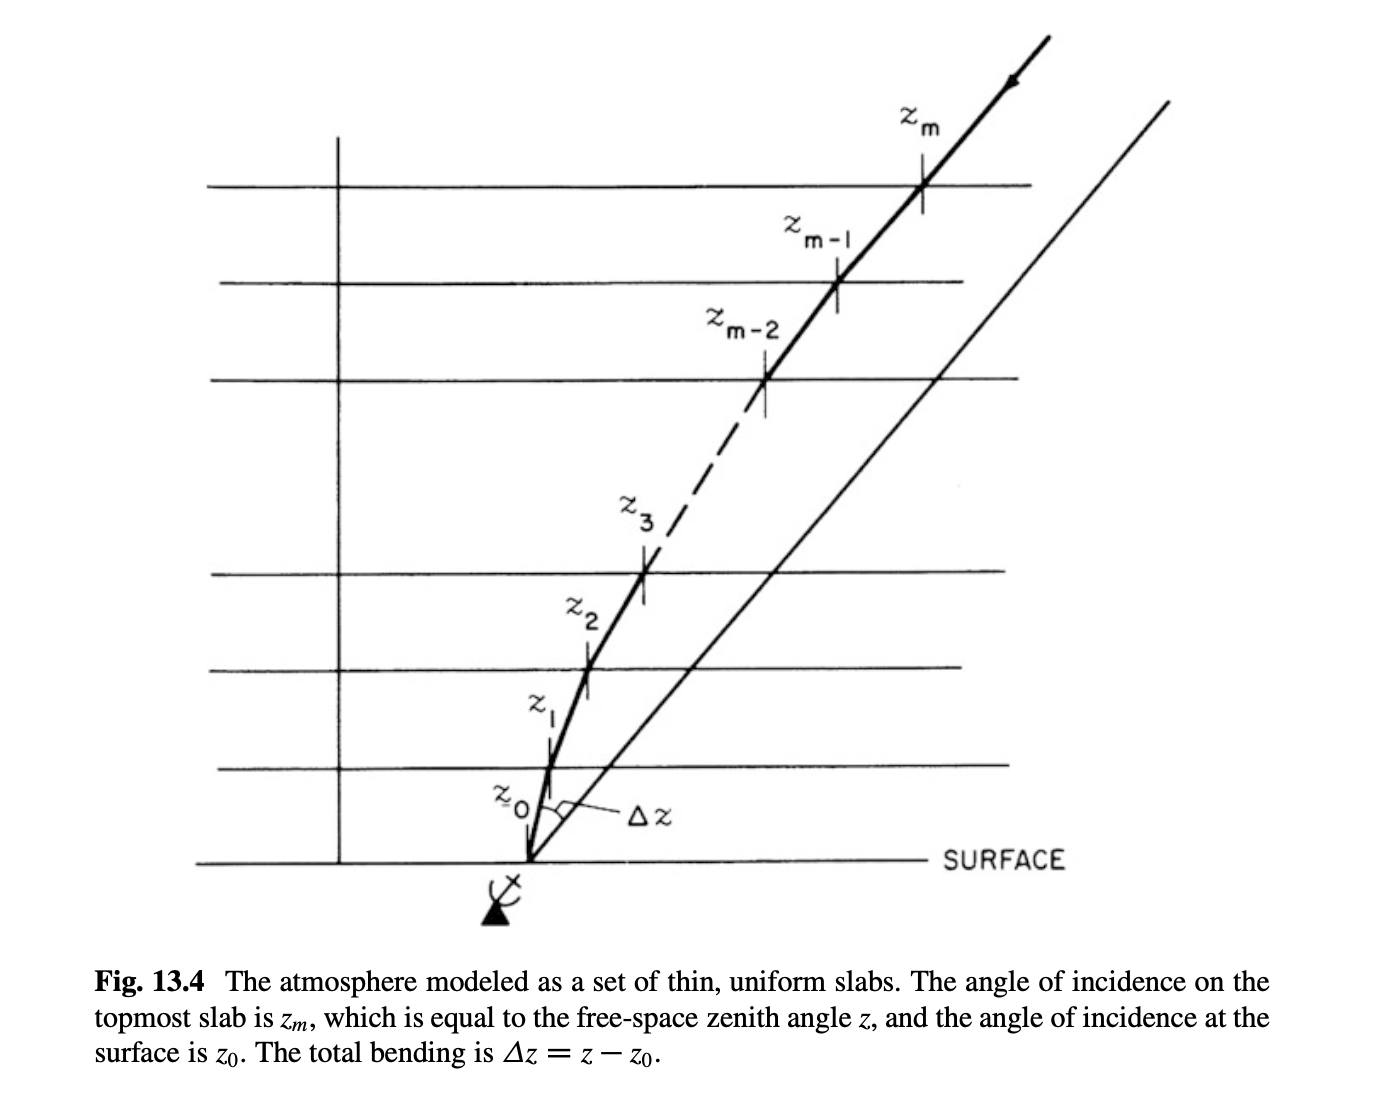 z_m
z_{m-1}
z_{m-2}
z_3
z_2
z_1
z_0
Δz
SURFACE
Fig. 13.4 The atmosphere modeled as a set of thin, uniform slabs. The angle of incidence on the
topmost slab is z_m, which is equal to the free-space zenith angle z, and the angle of incidence at the
surface is z_0. The total bending is Δz = z − z_0.